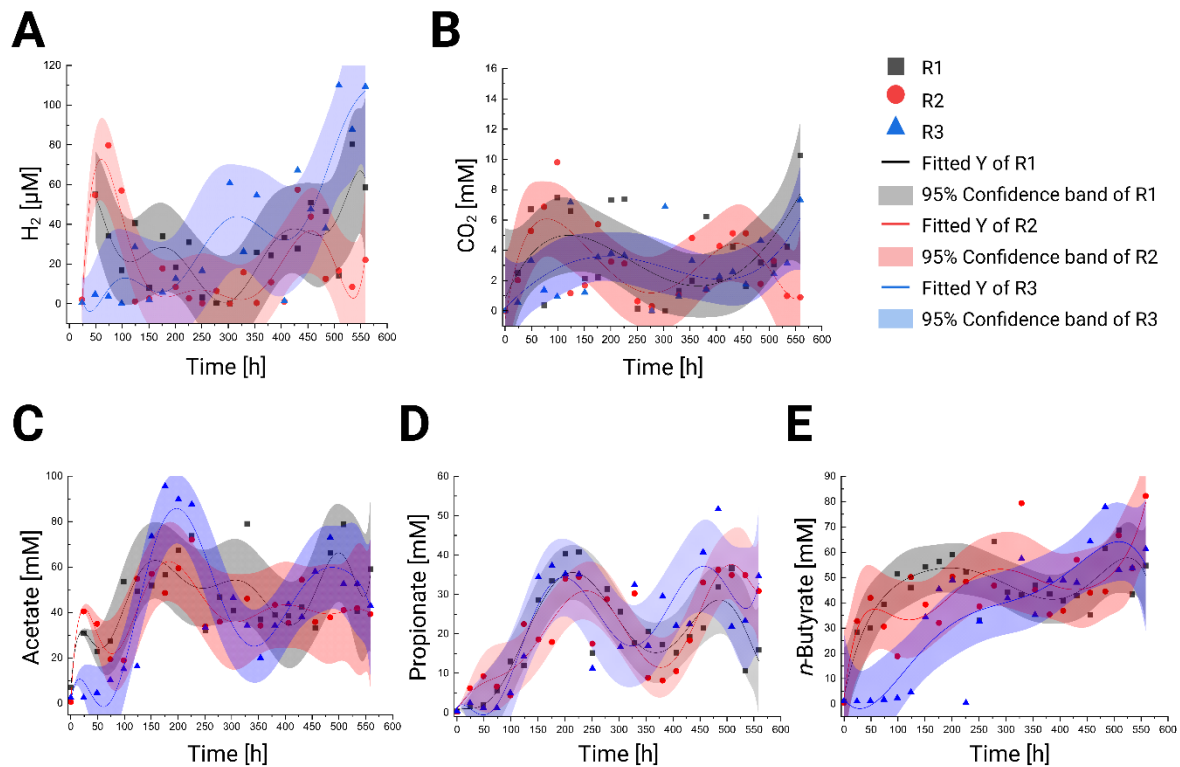 A
H₂ [µM]
120
100
80
60
40
20
0
0 50 100 150 200 250 300 350 400 450 500 550 600
Time [h]
B
CO₂ [mM]
16
14
12
10
8
6
4
2
0
0 50 100 150 200 250 300 350 400 450 500 550 600
Time [h]
R1
R2
R3
Fitted Y of R1
95% Confidence band of R1
Fitted Y of R2
95% Confidence band of R2
Fitted Y of R3
95% Confidence band of R3
C
Acetate [mM]
100
80
60
40
20
0
0 50 100 150 200 250 300 350 400 450 500 550 600
Time [h]
D
Propionate [mM]
60
50
40
30
20
10
0
0 50 100 150 200 250 300 350 400 450 500 550 600
Time [h]
E
n-Butyrate [mM]
90
80
70
60
50
40
30
20
10
0
0 50 100 150 200 250 300 350 400 450 500 550 600
Time [h]